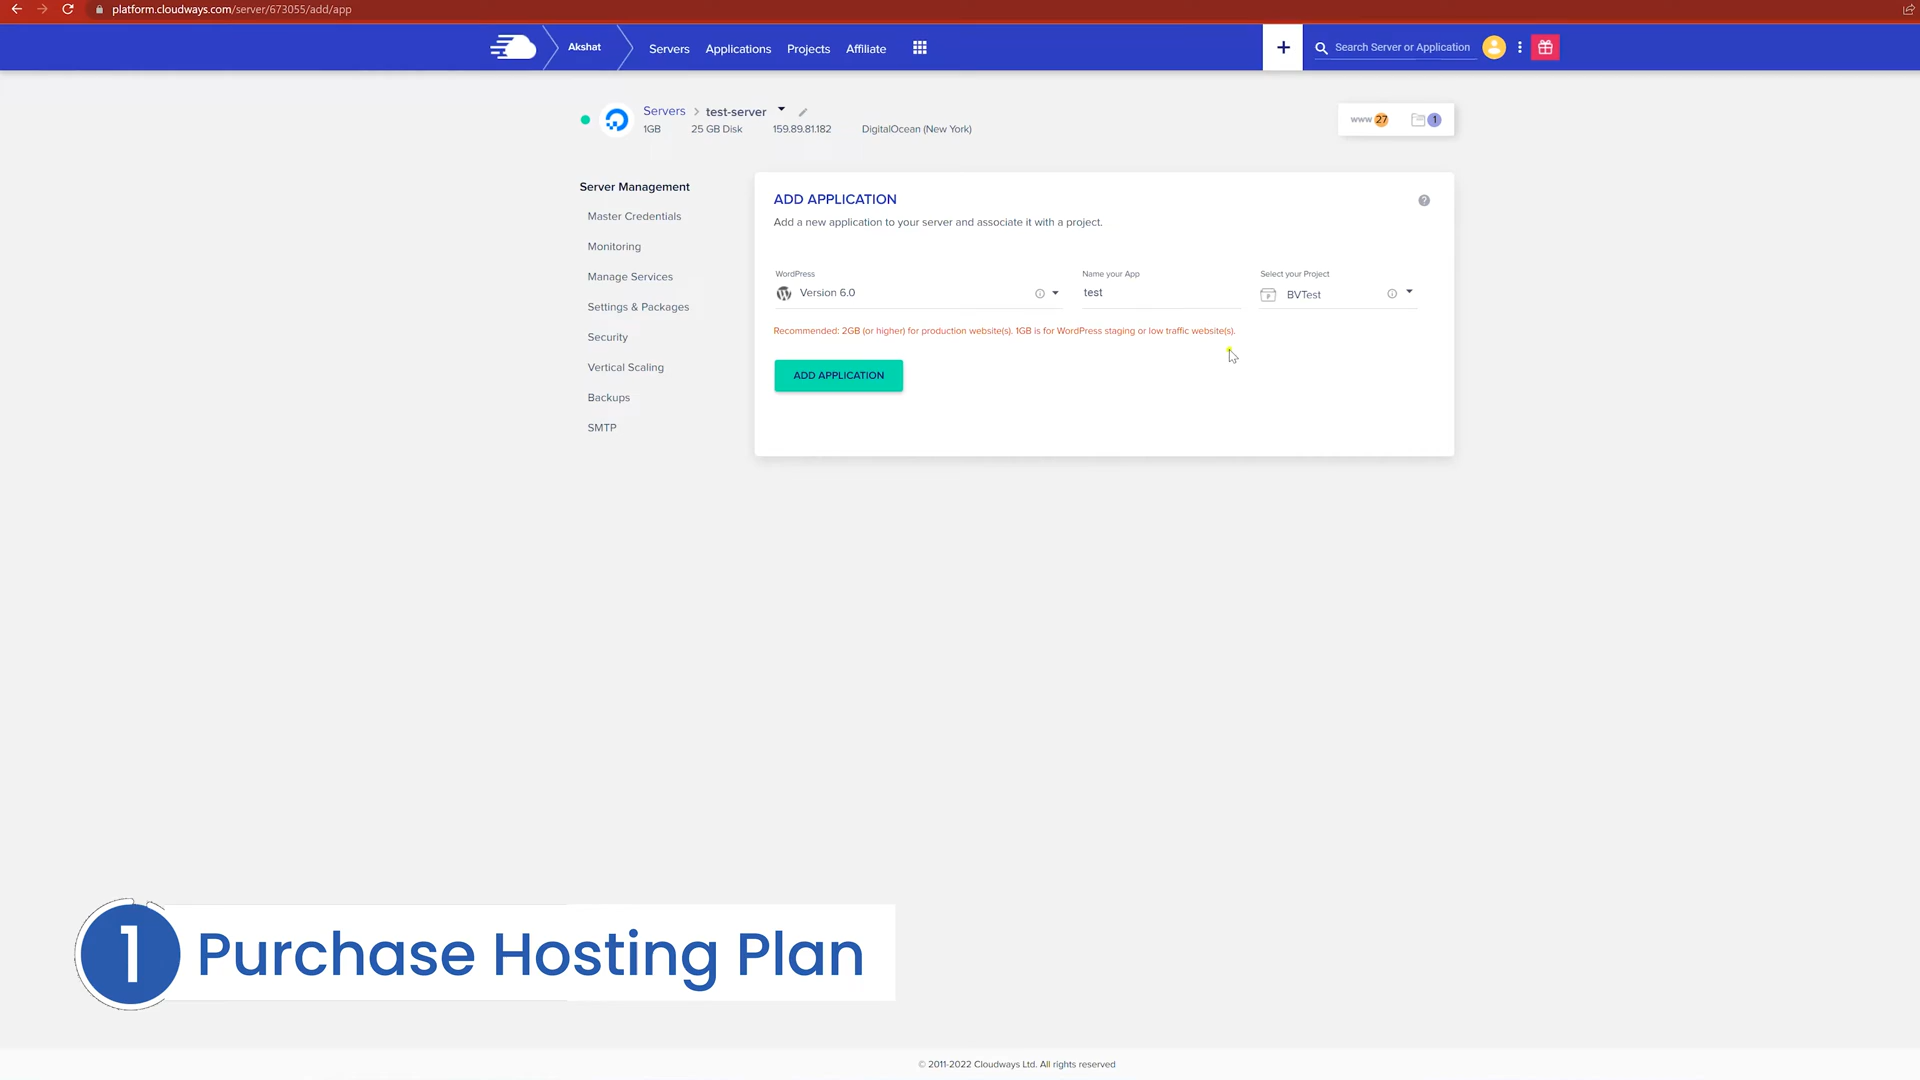 platform.cloudways.com/server/673055/add/app
Akshat
Servers
Applications
Projects
Affiliate
+
Search Server or Application
Servers > test-server
1GB
25 GB Disk
159.89.81.182
DigitalOcean (New York)
www 27
1
Server Management
Master Credentials
Monitoring
Manage Services
Settings & Packages
Security
Vertical Scaling
Backups
SMTP
ADD APPLICATION
?
Add a new application to your server and associate it with a project.
WordPress
Version 6.0
Name your App
test
Select your Project
BVTest
Recommended: 2GB (or higher) for production website(s). 1GB is for WordPress staging or low traffic website(s).
ADD APPLICATION
1 Purchase Hosting Plan
© 2011-2022 Cloudways Ltd. All rights reserved